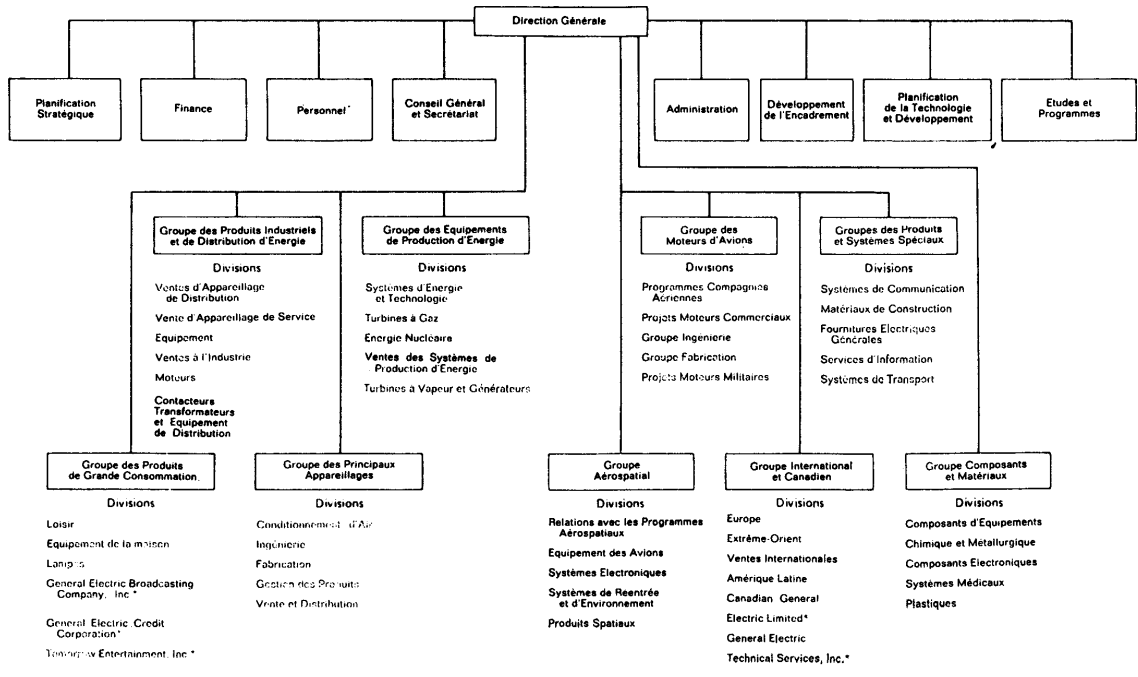 Direction Générale
Planification
Stratégique
Finance
Personnel*
Conseil Général
et Secrétariat
Administration
Développement
de l'Encadrement
Planification
de la Technologie
et Développement
Etudes et
Programmes
Groupe des Produits Industriels
et de Distribution d'Energie
Divisions
Ventes d'Appareillage
de Distribution
Vente d'Appareillage de Service
Equipement
Ventes à l'Industrie
Moteurs
Contacteurs
Transformateurs
et Equipement
de Distribution
Groupe des Equipements
de Production d'Energie
Divisions
Systèmes d'Energie
et Technologie
Turbines à Gaz
Energie Nucléaire
Ventes des Systèmes de
Production d'Energie
Turbines à Vapeur et Générateurs
Groupe des
Moteurs d'Avions
Divisions
Programmes Compagnies
Aériennes
Projets Moteurs Commerciaux
Groupe Ingénierie
Groupe Fabrication
Projets Moteurs Militaires
Groupes des Produits
et Systèmes Spéciaux
Divisions
Systèmes de Communication
Matériaux de Construction
Fournitures Electriques
Générales
Services d'Information
Systèmes de Transport
Groupe des Produits
de Grande Consommation
Divisions
Loisir
Equipement de la maison
Lampes
General Electric Broadcasting
Company, Inc *
General Electric Credit
Corporation*
Tomorrow Entertainment, Inc *
Groupe des Principaux
Appareillages
Divisions
Conditionnement d'Air
Ingénierie
Fabrication
Gestion des Produits
Vente et Distribution
Groupe
Aérospatial
Divisions
Relations avec les Programmes
Aérospatiaux
Equipement des Avions
Systèmes Electroniques
Systèmes de Reentrée
et d'Environnement
Produits Spatiaux
Groupe International
et Canadien
Divisions
Europe
Extrême-Orient
Ventes Internationales
Amérique Latine
Canadian General
Electric Limited*
General Electric
Technical Services, Inc.*
Groupe Composants
et Matériaux
Divisions
Composants d'Equipements
Chimique et Métallurgique
Composants Electroniques
Systèmes Médicaux
Plastiques